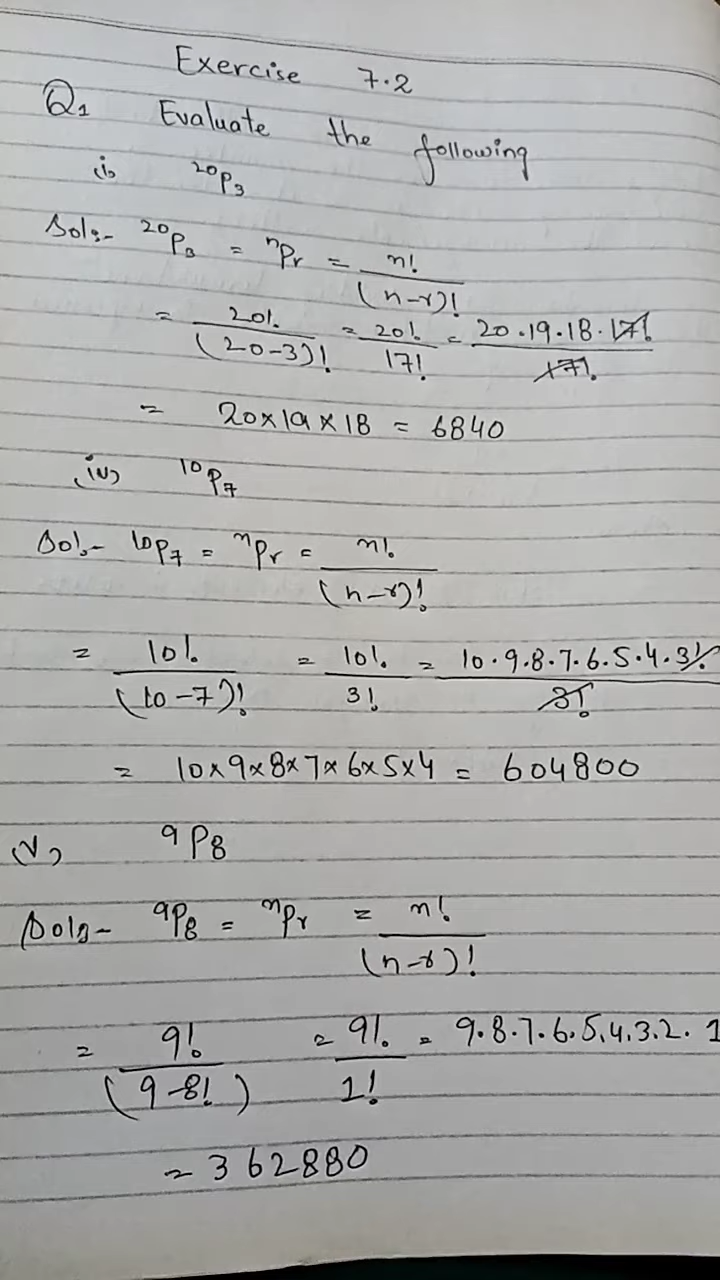 Exercise 7.2
Q1 Evaluate the following
(i) ²⁰P₃
Sol:- ²⁰P₃ = ⁿPr = n!/(n-r)!
= 20!/(20-3)! = 20!/17! = 20.19.18.17!/17!
= 20×19×18 = 6840
(iv) ¹⁰P₇
Sol:- ¹⁰P₇ = ⁿPr = n!/(n-r)!
= 10!/(10-7)! = 10!/3! = 10.9.8.7.6.5.4.3!/3!
= 10×9×8×7×6×5×4 = 604800
(v) ⁹P₈
Sol:- ⁹P₈ = ⁿPr = n!/(n-r)!
= 9!/(9-8!) = 9!/1! = 9.8.7.6.5.4.3.2.1
= 362880